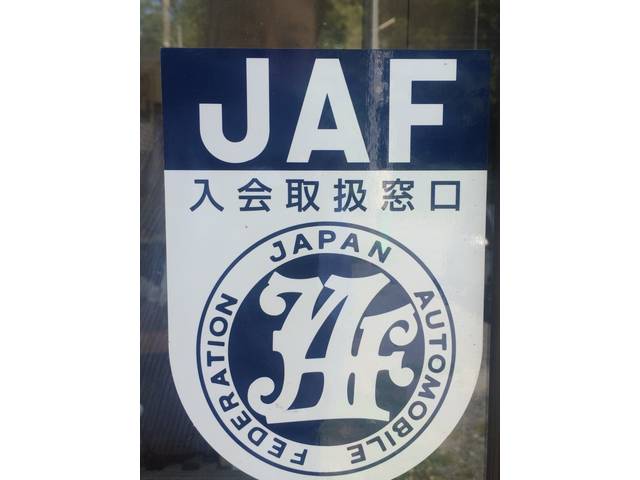 JAF
入会取扱窓口
JAPAN AUTOMOBILE FEDERATION
JAF